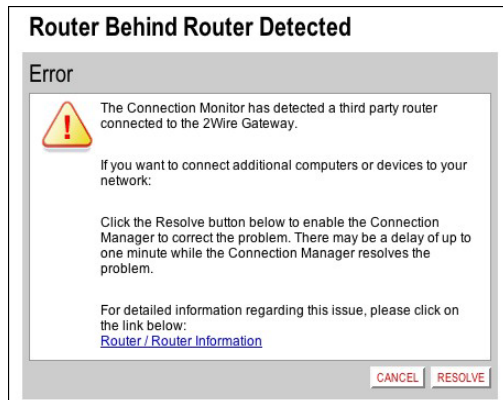 Router Behind Router Detected
Error
The Connection Monitor has detected a third party router
connected to the 2Wire Gateway.
If you want to connect additional computers or devices to your
network:
Click the Resolve button below to enable the Connection
Manager to correct the problem. There may be a delay of up to
one minute while the Connection Manager resolves the
problem.
For detailed information regarding this issue, please click on
the link below:
Router / Router Information
CANCEL RESOLVE